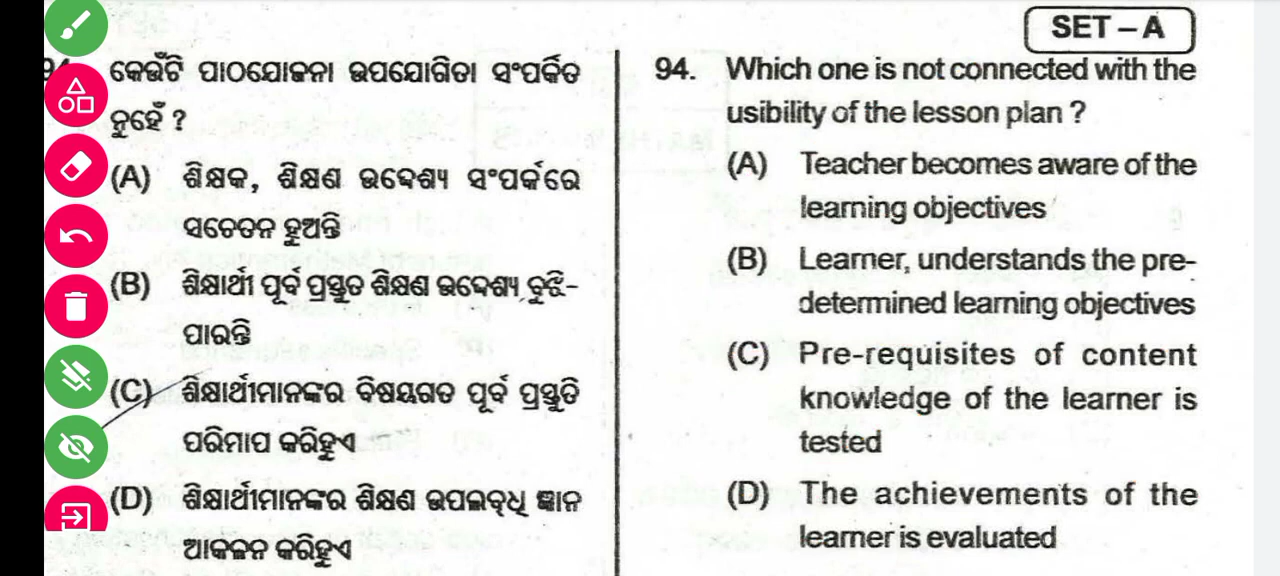 SET – A
94.
କେଉଁଟି ପାଠଯୋଜନା ଉପଯୋଗିତା ସଂପର୍କିତ
ନୁହେଁ ?
(A) ଶିକ୍ଷକ, ଶିକ୍ଷଣ ଉଦ୍ଦେଶ୍ୟ ସଂପର୍କରେ
ସଚେତନ ହୁଅନ୍ତି
(B) ଶିକ୍ଷାର୍ଥୀ ପୂର୍ବ ପ୍ରସ୍ତୁତ ଶିକ୍ଷଣ ଉଦ୍ଦେଶ୍ୟ ବୁଝି-
ପାରନ୍ତି
(C) ଶିକ୍ଷାର୍ଥୀମାନଙ୍କର ବିଷୟଗତ ପୂର୍ବ ପ୍ରସ୍ତୁତି
ପରିମାପ କରିହୁଏ
(D) ଶିକ୍ଷାର୍ଥୀମାନଙ୍କର ଶିକ୍ଷଣ ଉପଲବ୍ଧି ଜ୍ଞାନ
ଆକଳନ କରିହୁଏ
94. Which one is not connected with the
usibility of the lesson plan ?
(A) Teacher becomes aware of the
learning objectives
(B) Learner, understands the pre-
determined learning objectives
(C) Pre-requisites of content
knowledge of the learner is
tested
(D) The achievements of the
learner is evaluated